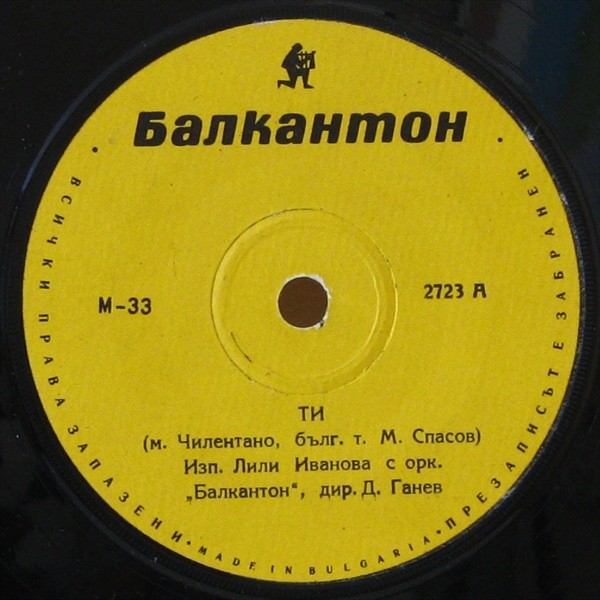 Балкантон
M-33
2723 А
ТИ
(м. Чилентано, бълг. т. М. Спасов)
Изп. Лили Иванова с орк.
„Балкантон“, дир. Д. Ганев
• ВСИЧКИ ПРАВА ЗАПАЗЕНИ • MADE IN BULGARIA • ПРЕЗАПИСЪТ Е ЗАБРАНЕН •